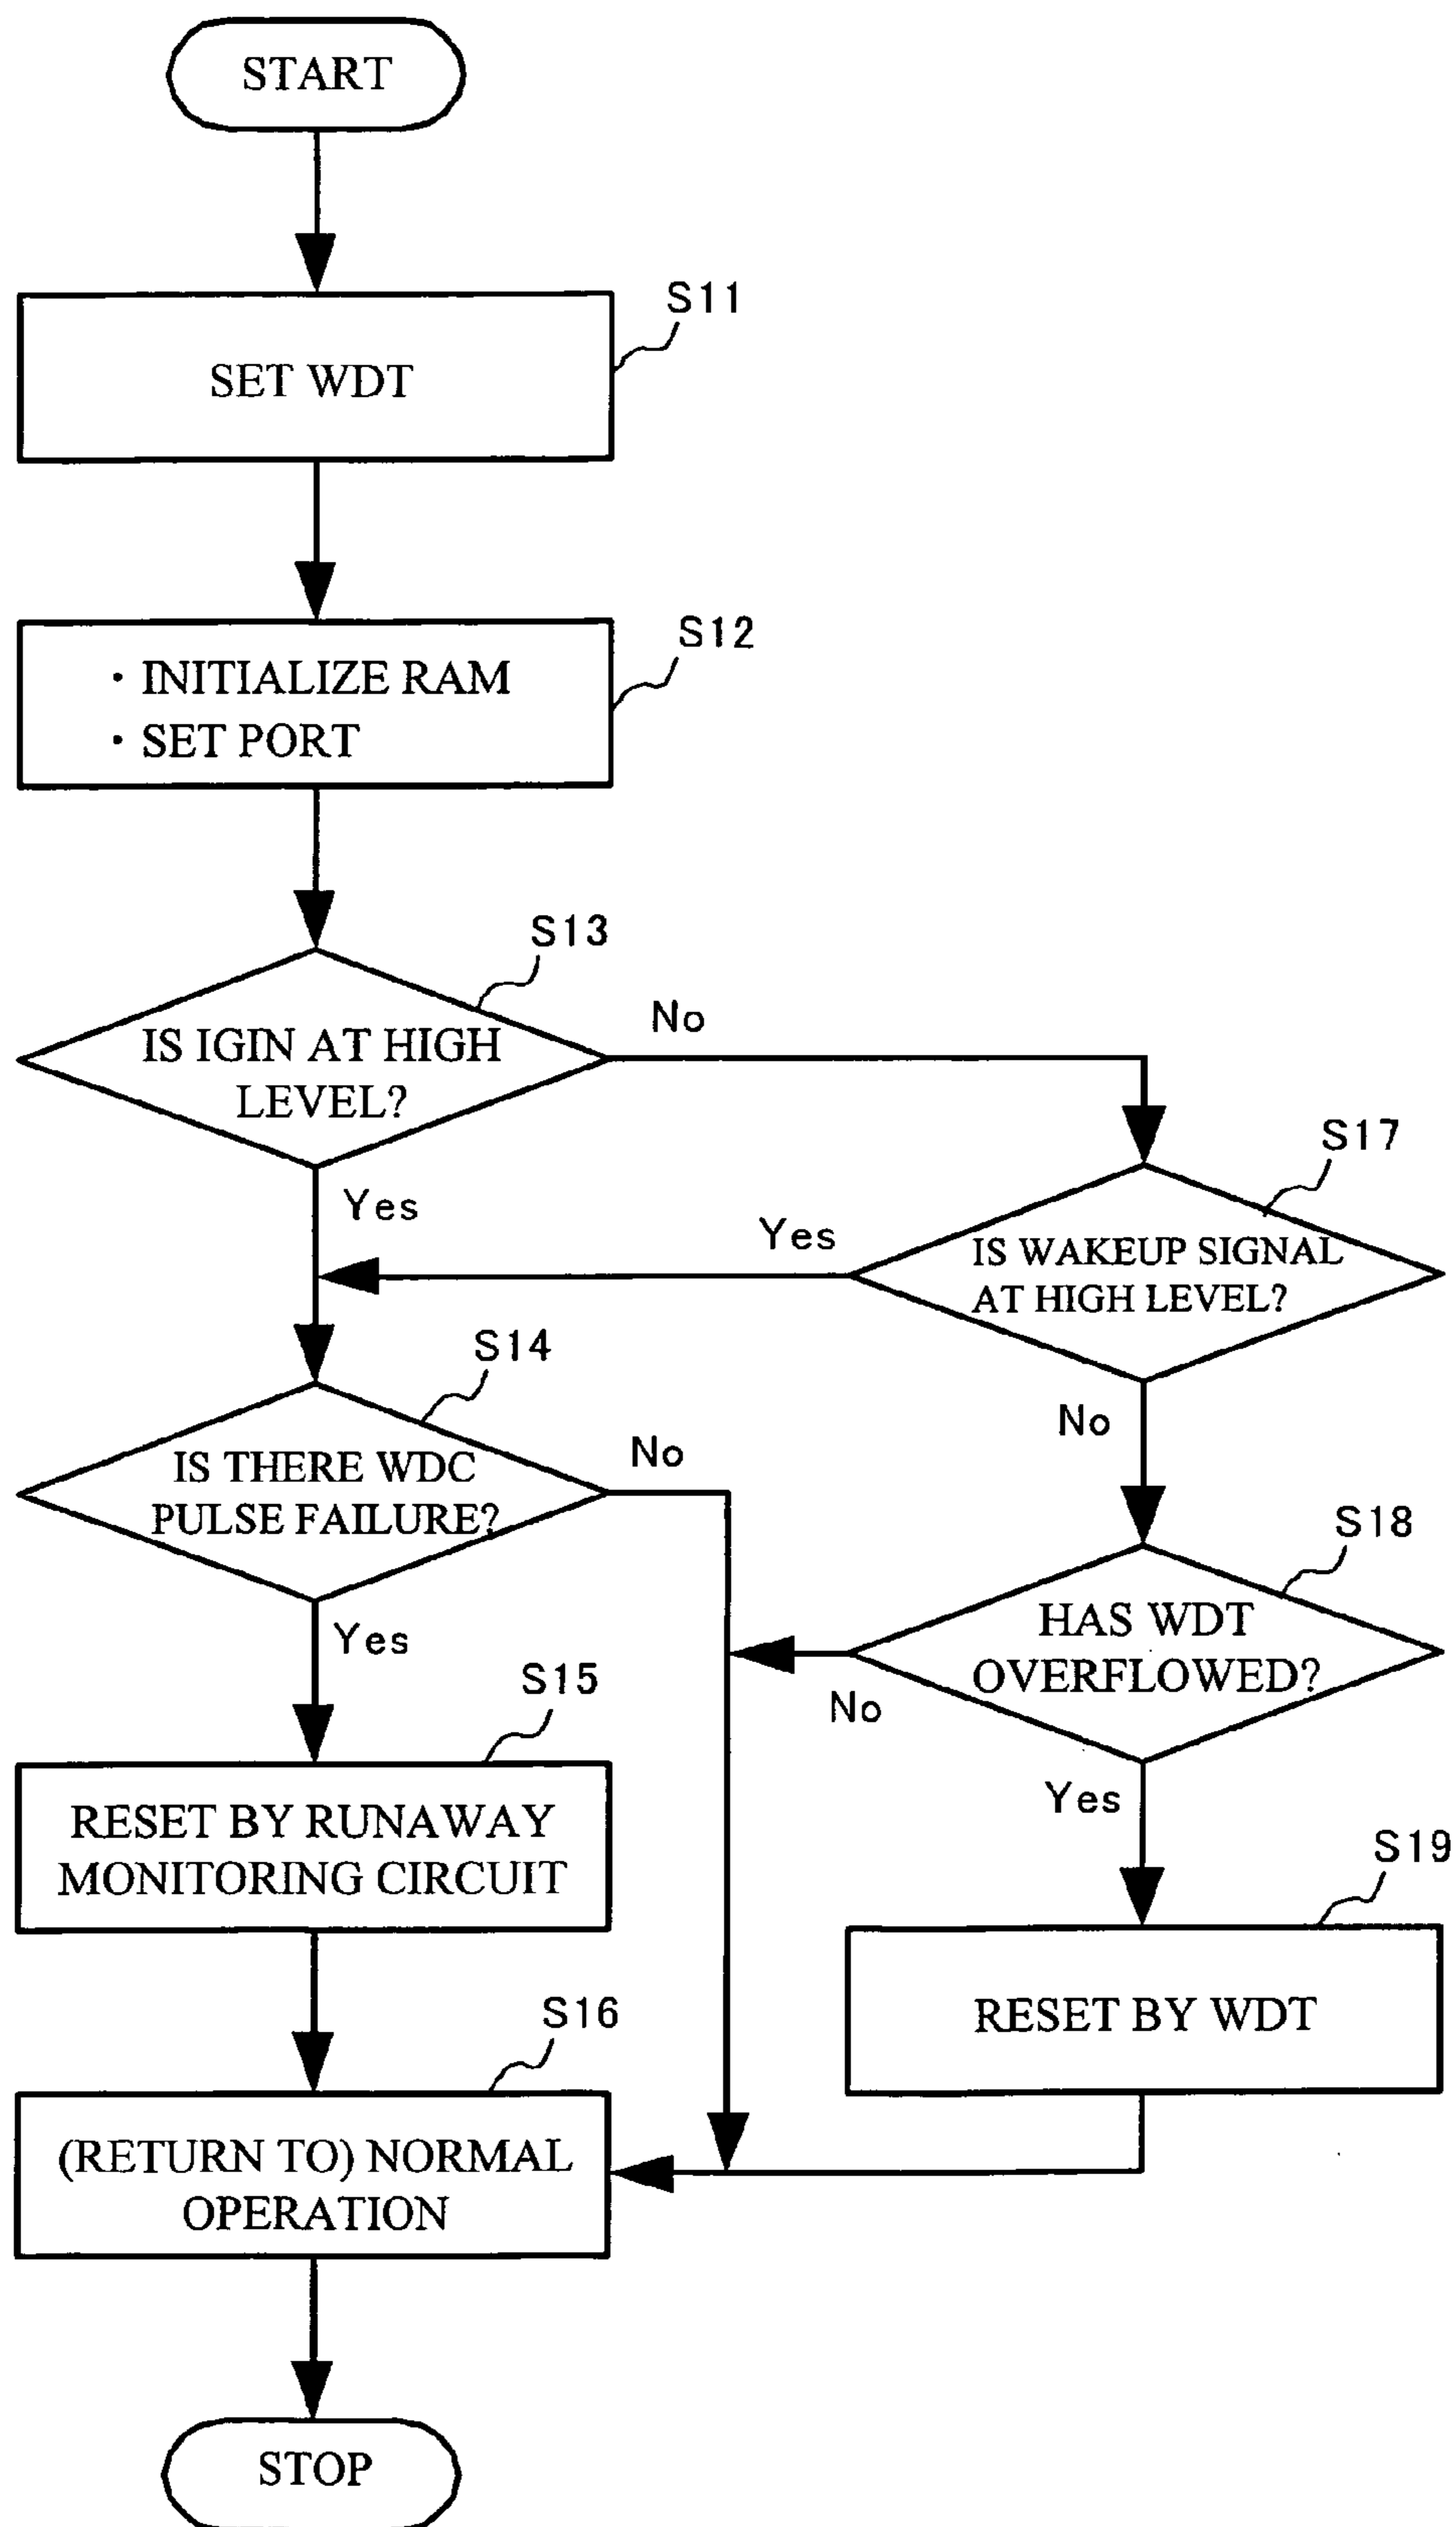 START
S11
SET WDT
S12
・INITIALIZE RAM
・SET PORT
S13
No
IS IGIN AT HIGH
LEVEL?
S17
Yes
Yes
IS WAKEUP SIGNAL
AT HIGH LEVEL?
S14
No
No
IS THERE WDC
PULSE FAILURE?
S18
HAS WDT
OVERFLOWED?
Yes
No
S15
Yes
RESET BY RUNAWAY
MONITORING CIRCUIT
S19
S16
RESET BY WDT
(RETURN TO) NORMAL
OPERATION
STOP